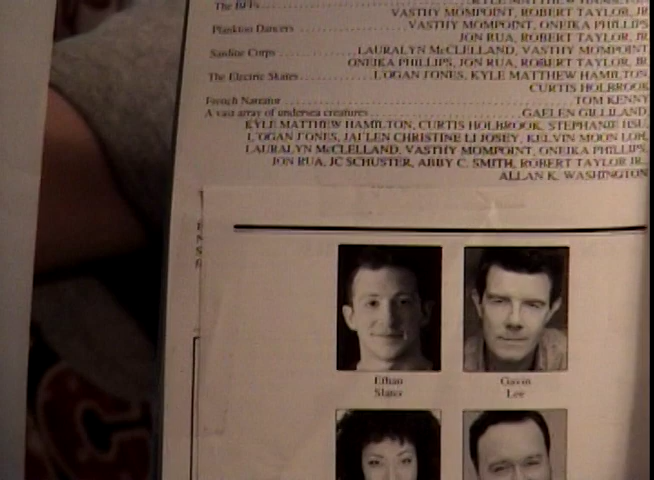 The BFFs
VASTHY MOMPOINT, ROBERT TAYLOR, JR
Plankton Dancers VASTHY MOMPOINT, ONEIKA PHILLIPS
JON RUA, ROBERT TAYLOR, JR
Sardine Corps LAURALYN McCLELLAND, VASTHY MOMPOINT
ONEIKA PHILLIPS, JON RUA, ROBERT TAYLOR, JR
The Electric Skates L'OGAN J'ONES, KYLE MATTHEW HAMILTON,
CURTIS HOLBROOK
French Narrator TOM KENNY
A vast array of undersea creatures GAELEN GILLILAND,
KYLE MATTHEW HAMILTON, CURTIS HOLBROOK, STEPHANIE HSU,
L'OGAN J'ONES, JAI'LEN CHRISTINE LI JOSEY, KELVIN MOON LOH,
LAURALYN McCLELLAND, VASTHY MOMPOINT, ONEIKA PHILLIPS,
JON RUA, JC SCHUSTER, ABBY C. SMITH, ROBERT TAYLOR JR.,
ALLAN K. WASHINGTON
Ethan
Slater
Gavin
Lee